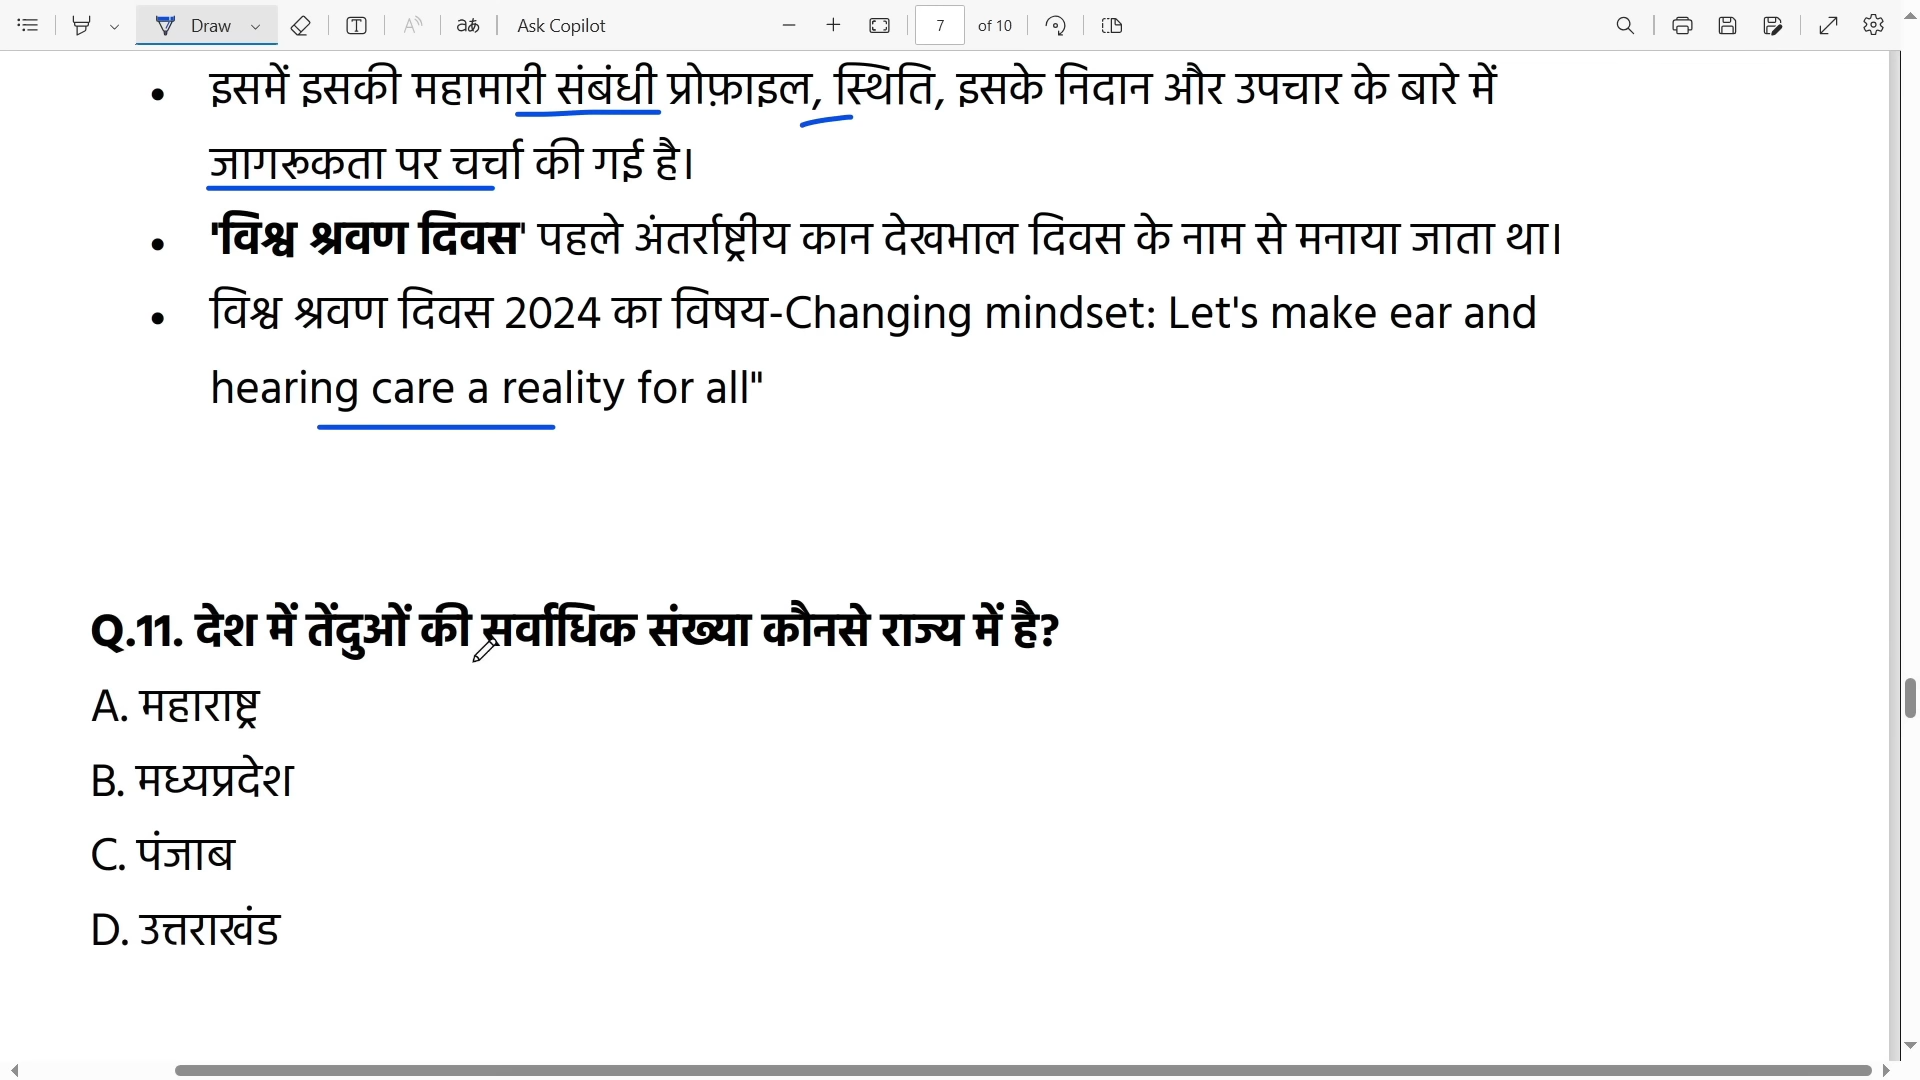 Draw Ask Copilot 7 of 10
इसमें इसकी महामारी संबंधी प्रोफ़ाइल, स्थिति, इसके निदान और उपचार के बारे में
जागरूकता पर चर्चा की गई है।
'विश्व श्रवण दिवस' पहले अंतर्राष्ट्रीय कान देखभाल दिवस के नाम से मनाया जाता था।
विश्व श्रवण दिवस 2024 का विषय-Changing mindset: Let's make ear and
hearing care a reality for all"
Q.11. देश में तेंदुओं की सर्वाधिक संख्या कौनसे राज्य में है?
A. महाराष्ट्र
B. मध्यप्रदेश
C. पंजाब
D. उत्तराखंड